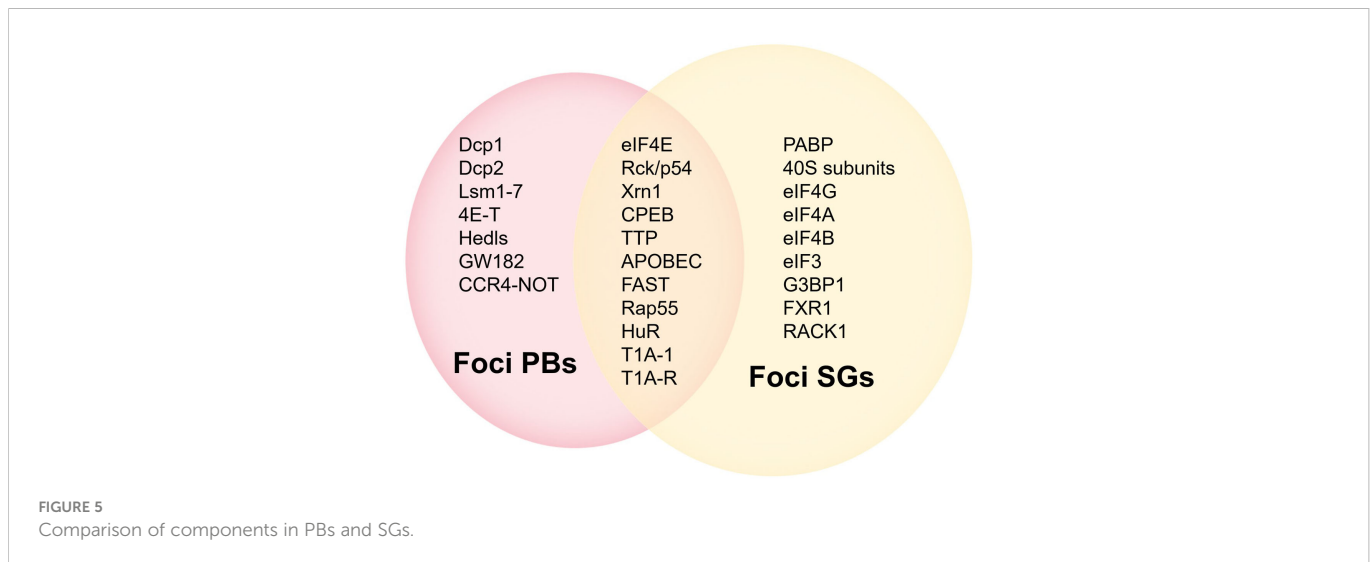 Dcp1
Dcp2
Lsm1-7
4E-T
Hedls
GW182
CCR4-NOT
Foci PBs
eIF4E
Rck/p54
Xrn1
CPEB
TTP
APOBEC
FAST
Rap55
HuR
T1A-1
T1A-R
PABP
40S subunits
eIF4G
eIF4A
eIF4B
eIF3
G3BP1
FXR1
RACK1
Foci SGs
FIGURE 5
Comparison of components in PBs and SGs.